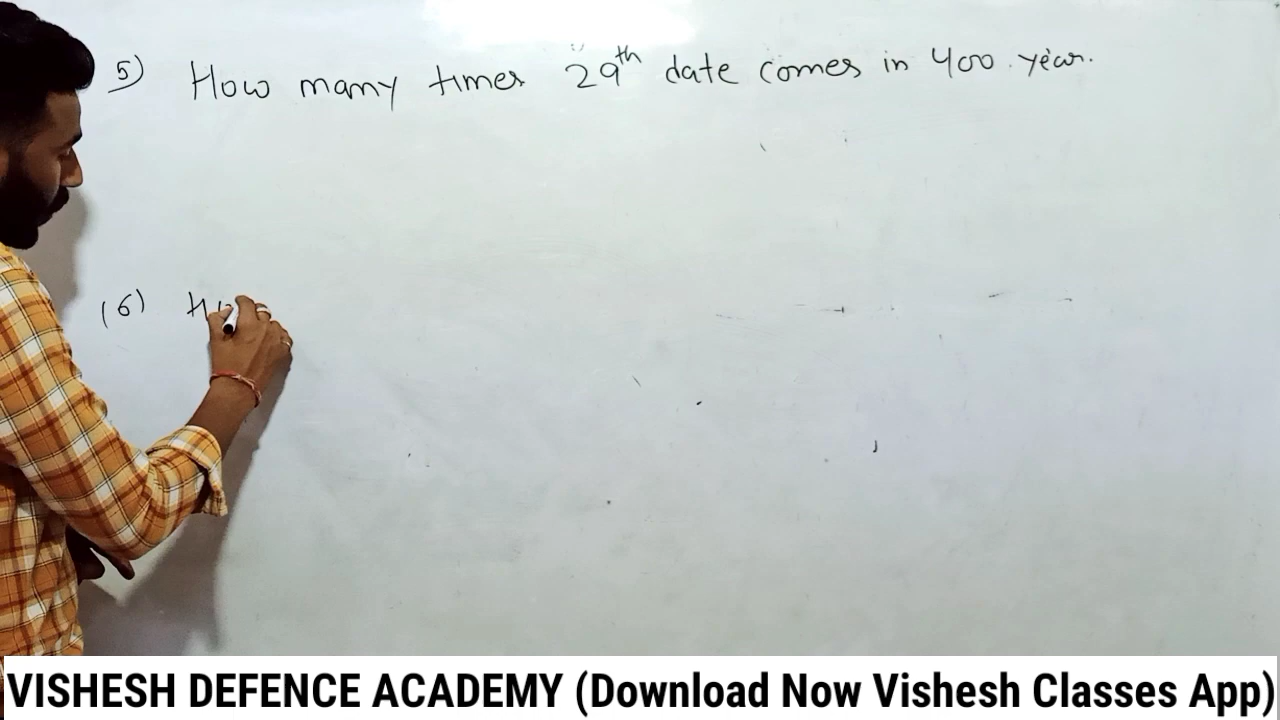 5) How many times 29th date comes in 400 year.
(6)
VISHESH DEFENCE ACADEMY (Download Now Vishesh Classes App)